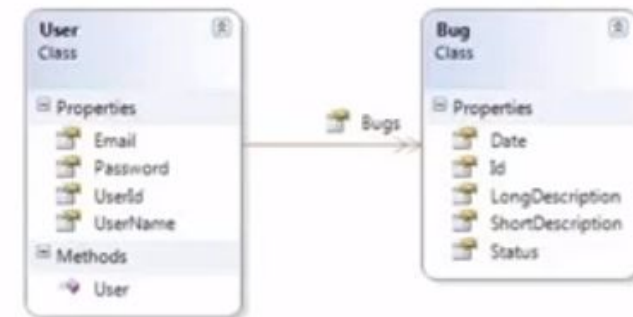 User
Class
Properties
Email
Password
UserId
UserName
Methods
User
Bugs
Bug
Class
Properties
Date
Id
LongDescription
ShortDescription
Status